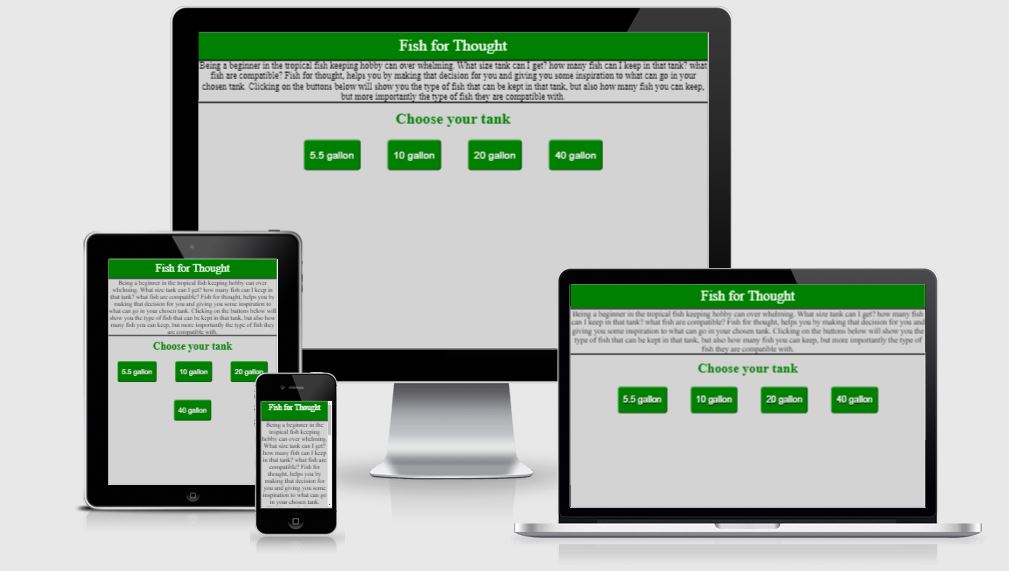 Fish for Thought
Being a beginner in the tropical fish keeping hobby can over whelming. What size tank can I get? how many fish can I keep in that tank? what
fish are compatible? Fish for thought, helps you by making that decision for you and giving you some inspiration to what can go in your
chosen tank. Clicking on the buttons below will show you the type of fish that can be kept in that tank, but also how many fish you can keep,
but more importantly the type of fish they are compatible with.
Choose your tank
5.5 gallon 10 gallon 20 gallon 40 gallon
Fish for Thought
Being a beginner in the tropical fish keeping hobby can over
whelming. What size tank can I get? how many fish can I keep in
that tank? what fish are compatible? Fish for thought, helps you by
making that decision for you and giving you some inspiration to
what can go in your chosen tank. Clicking on the buttons below will
show you the type of fish that can be kept in that tank, but also how
many fish you can keep, but more importantly the type of fish they
are compatible with.
Choose your tank
5.5 gallon 10 gallon 20 gallon
40 gallon
Fish for Thought
Being a beginner in the
tropical fish keeping
hobby can over whelming.
What size tank can I get?
how many fish can I keep
in that tank? what fish are
compatible? Fish for
thought, helps you by
making that decision for
you and giving you some
inspiration to what can go
in your chosen tank.
Fish for Thought
Being a beginner in the tropical fish keeping hobby can over whelming. What size tank can I get? how many fish
can I keep in that tank? what fish are compatible? Fish for thought, helps you by making that decision for you and
giving you some inspiration to what can go in your chosen tank. Clicking on the buttons below will show you the
type of fish that can be kept in that tank, but also how many fish you can keep, but more importantly the type of
fish they are compatible with.
Choose your tank
5.5 gallon 10 gallon 20 gallon 40 gallon